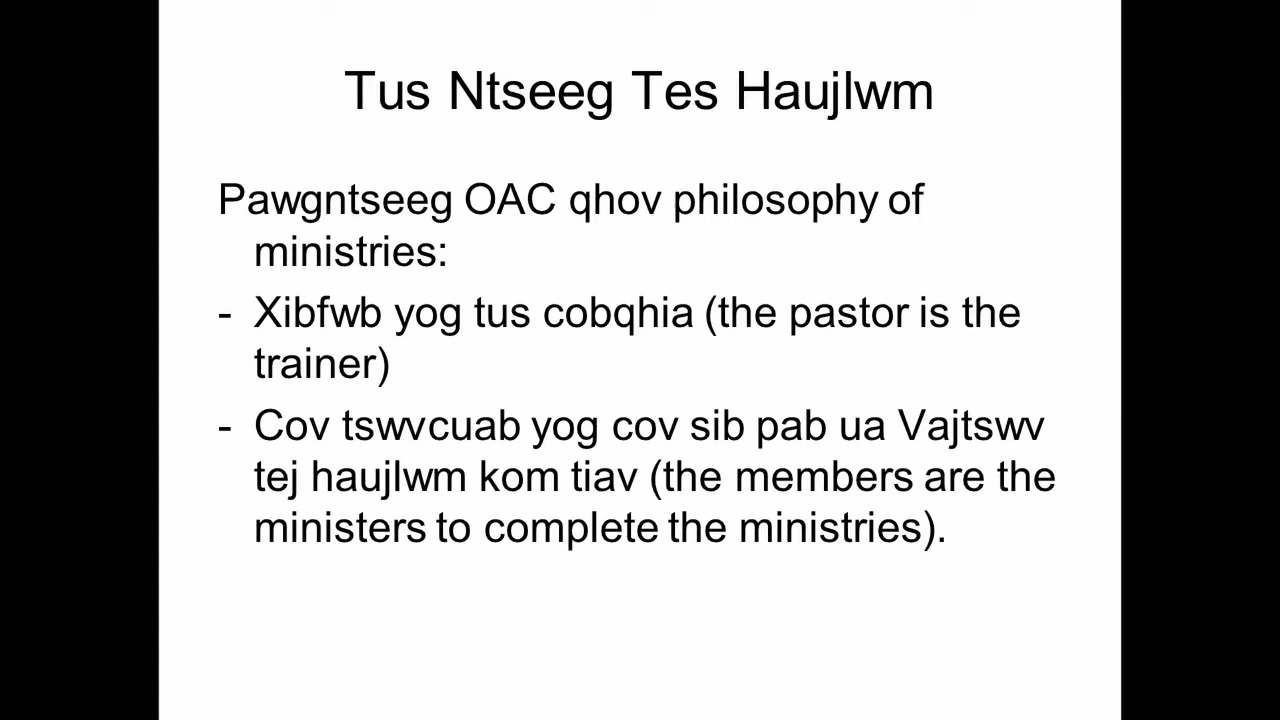 Tus Ntseeg Tes Haujlwm
Pawgntseeg OAC qhov philosophy of
ministries:
- Xibfwb yog tus cobqhia (the pastor is the
trainer)
- Cov tswvcuab yog cov sib pab ua Vajtswv
tej haujlwm kom tiav (the members are the
ministers to complete the ministries).